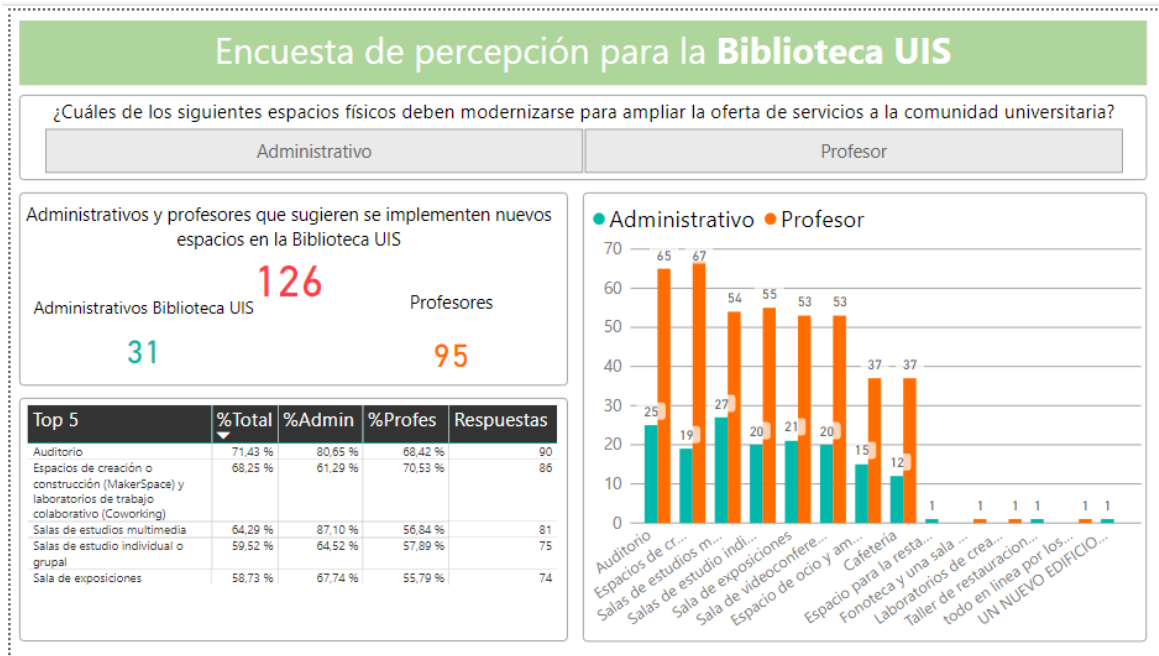 Encuesta de percepción para la Biblioteca UIS
¿Cuáles de los siguientes espacios físicos deben modernizarse para ampliar la oferta de servicios a la comunidad universitaria?
Administrativo Profesor
Administrativos y profesores que sugieren se implementen nuevos
espacios en la Biblioteca UIS
126
Administrativos Biblioteca UIS Profesores
31 95
Top 5 %Total %Admin %Profes Respuestas
Auditorio 71,43 % 80,65 % 68,42 % 90
Espacios de creación o 68,25 % 61,29 % 70,53 % 86
construcción (MakerSpace) y
laboratorios de trabajo
colaborativo (Coworking)
Salas de estudios multimedia 64,29 % 87,10 % 56,84 % 81
Salas de estudio individual o 59,52 % 64,52 % 57,89 % 75
grupal
Sala de exposiciones 58,73 % 67,74 % 55,79 % 74
Administrativo Profesor
70
60
50
40
30
20
10
0
25 65
19 67
27 54
20 55
21 53
20 53
15 37
12 37
1
1
1
1
1
1
Auditorio
Espacios de cr...
Salas de estudios m...
Salas de estudio indi...
Sala de exposiciones
Sala de videoconfere...
Espacio de ocio y am...
Cafetería
Espacio para la resta...
Fonoteca y una sala ...
Laboratorios de crea...
Taller de restauracion...
todo en linea por los...
UN NUEVO EDIFICIO...